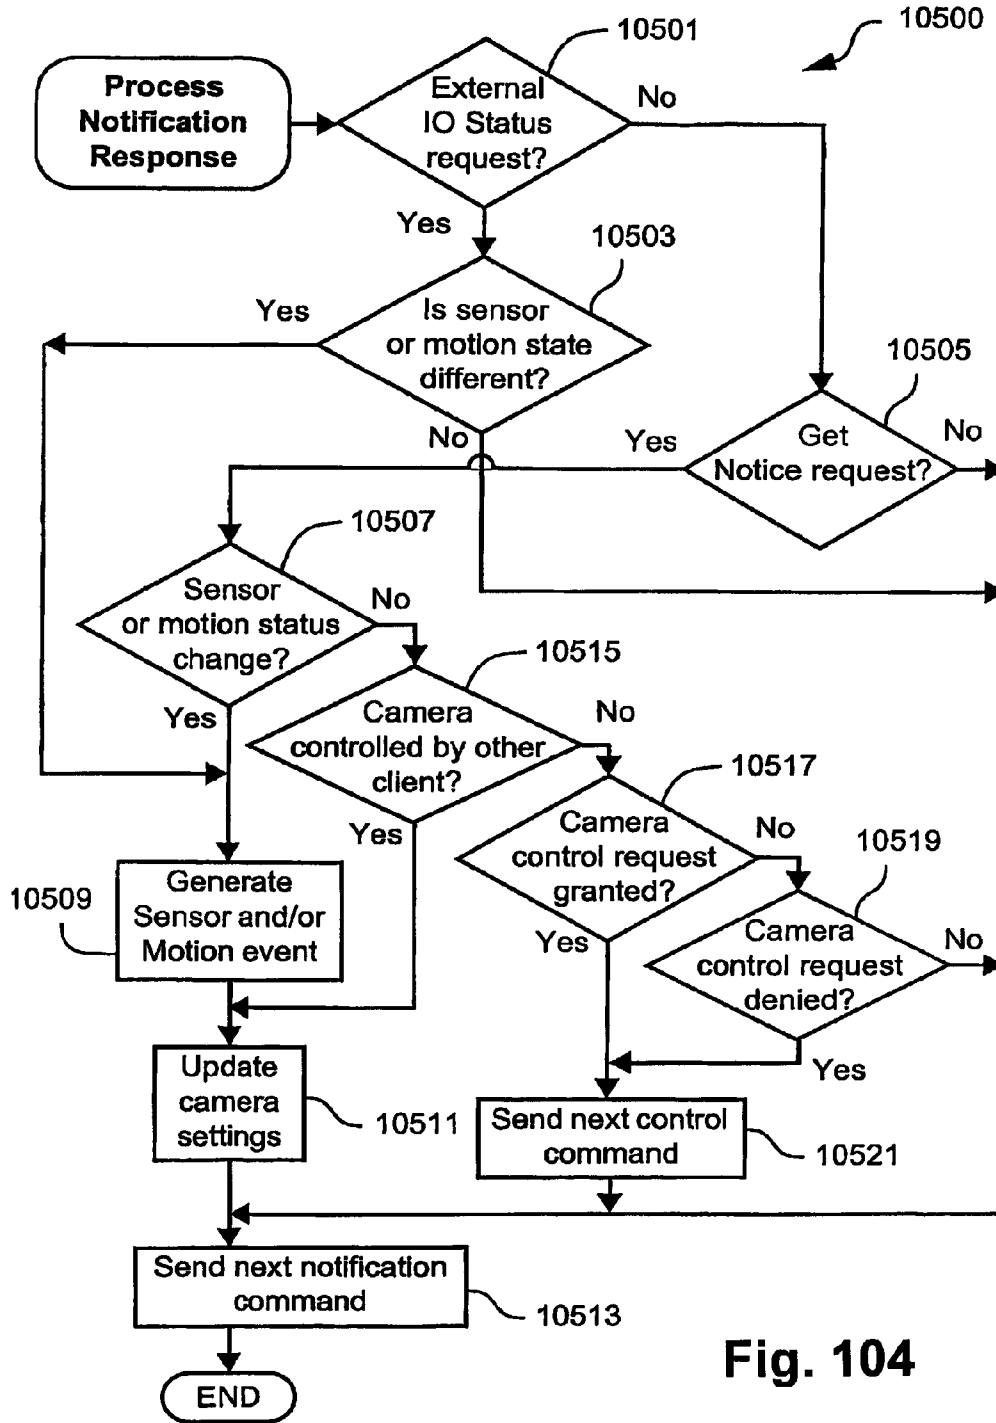 10501
10500
Process
Notification
Response
External
IO Status
request?
No
Yes
10503
Yes
Is sensor
or motion state
different?
10505
No
Yes
Get
Notice request?
No
10507
Sensor
or motion status
change?
No
10515
Yes
Camera
controlled by other
client?
No
10517
Yes
Camera
control request
granted?
No
10519
10509
Generate
Sensor and/or
Motion event
Yes
Camera
control request
denied?
No
Update
camera
settings
10511
Yes
Send next control
command
10521
Send next notification
command
10513
END
Fig. 104